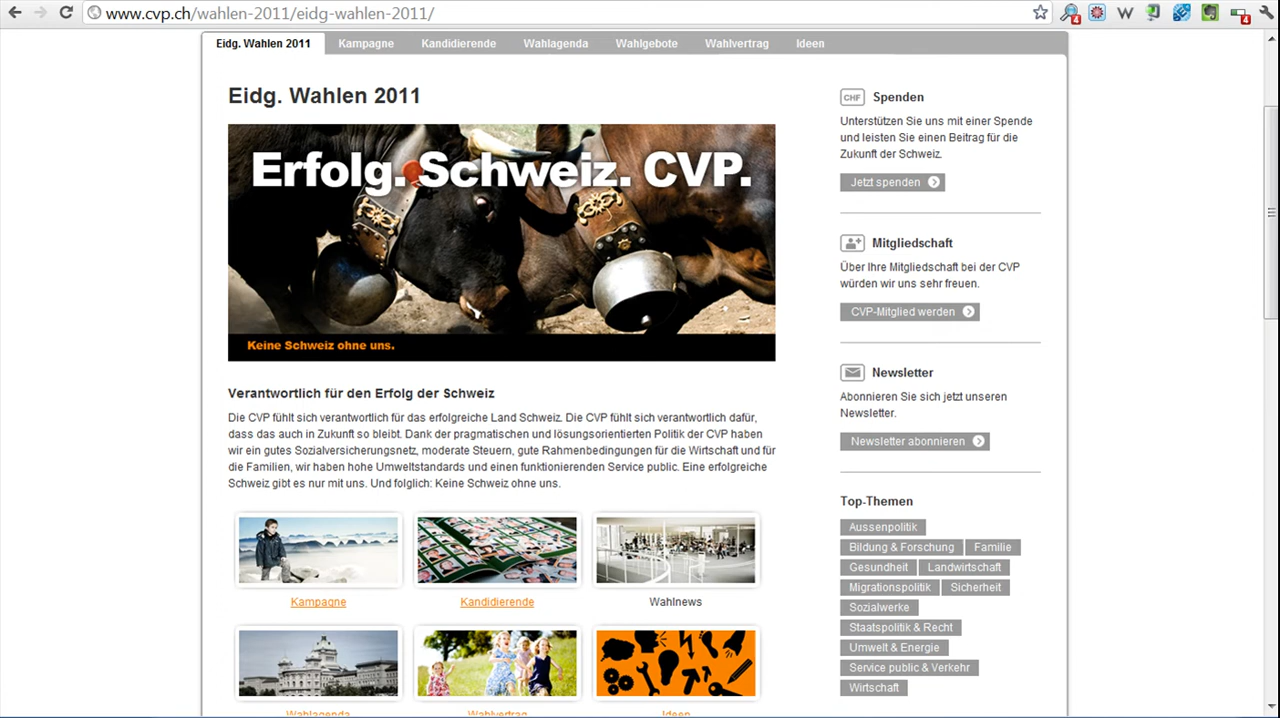 www.cvp.ch/wahlen-2011/eidg-wahlen-2011/
Eidg. Wahlen 2011 Kampagne Kandidierende Wahlagenda Wahlgebote Wahlvertrag Ideen
Eidg. Wahlen 2011
Erfolg. Schweiz. CVP.
Keine Schweiz ohne uns.
Verantwortlich für den Erfolg der Schweiz
Die CVP fühlt sich verantwortlich für das erfolgreiche Land Schweiz. Die CVP fühlt sich verantwortlich dafür,
dass das auch in Zukunft so bleibt. Dank der pragmatischen und lösungsorientierten Politik der CVP haben
wir ein gutes Sozialversicherungsnetz, moderate Steuern, gute Rahmenbedingungen für die Wirtschaft und für
die Familien, wir haben hohe Umweltstandards und einen funktionierenden Service public. Eine erfolgreiche
Schweiz gibt es nur mit uns. Und folglich: Keine Schweiz ohne uns.
Kampagne Kandidierende Wahlnews
Wahlagenda Wahlvertrag Ideen
CHF Spenden
Unterstützen Sie uns mit einer Spende
und leisten Sie einen Beitrag für die
Zukunft der Schweiz.
Jetzt spenden
Mitgliedschaft
Über Ihre Mitgliedschaft bei der CVP
würden wir uns sehr freuen.
CVP-Mitglied werden
Newsletter
Abonnieren Sie sich jetzt unseren
Newsletter.
Newsletter abonnieren
Top-Themen
Aussenpolitik
Bildung & Forschung Familie
Gesundheit Landwirtschaft
Migrationspolitik Sicherheit
Sozialwerke
Staatspolitik & Recht
Umwelt & Energie
Service public & Verkehr
Wirtschaft